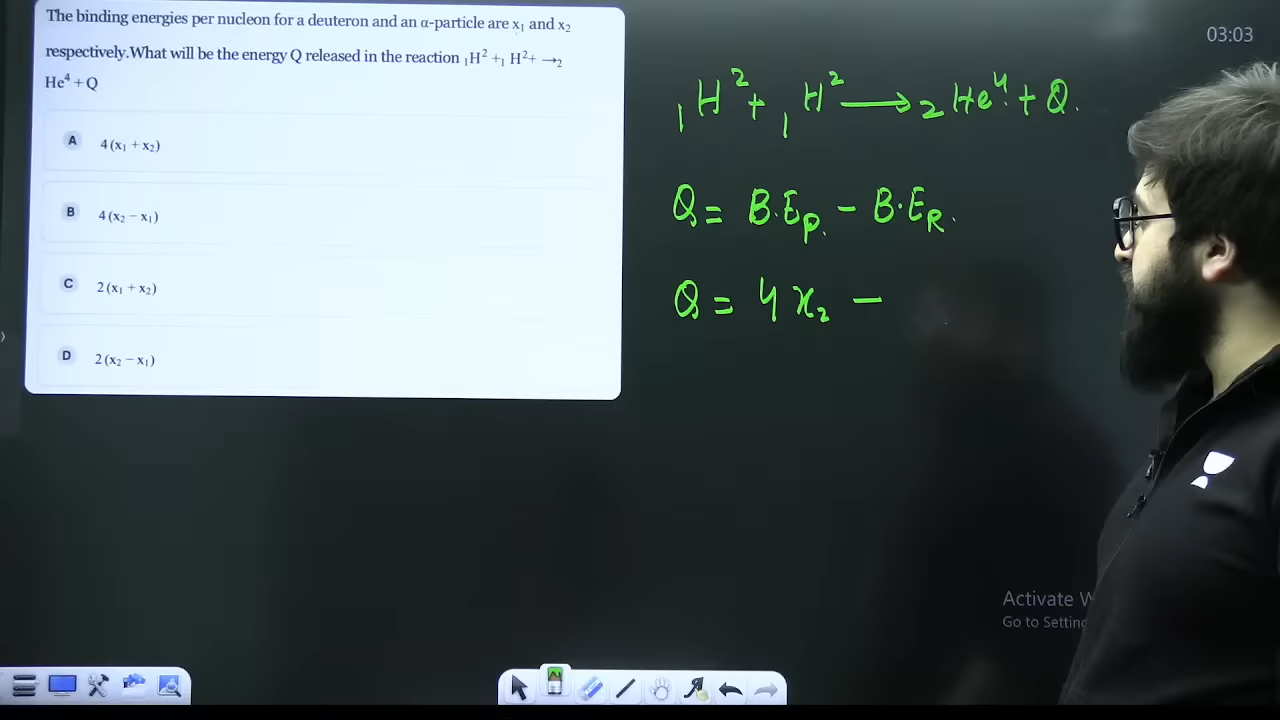 The binding energies per nucleon for a deuteron and an α-particle are x₁ and x₂
respectively.What will be the energy Q released in the reaction ₁H² +₁ H²+ →₂
He⁴ + Q
A 4(x₁ + x₂)
B 4(x₂ − x₁)
C 2(x₁ + x₂)
D 2(x₂ − x₁)
03:03
₁H² + ₁H² ⟶ ₂He⁴ + Q.
Q = B.E_P. − B.E_R.
Q = 4x₂ −
Activate W
Go to Setting